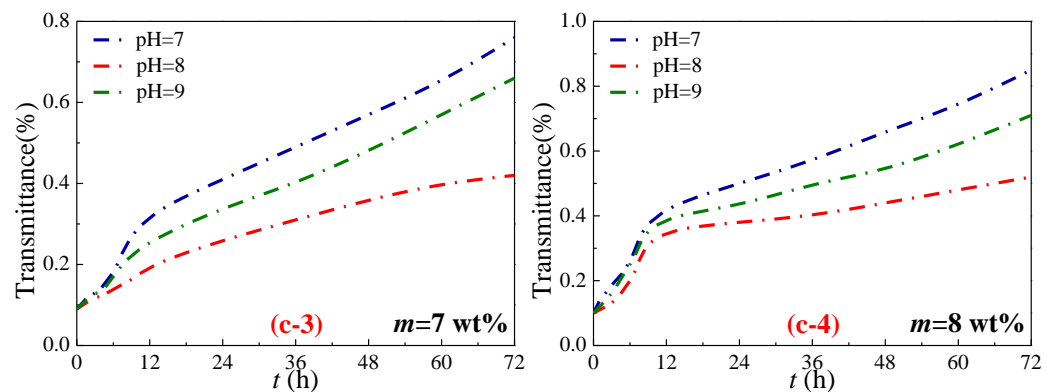 0.8
0.6
0.4
0.2
0.0
Transmittance(%)
pH=7
pH=8
pH=9
(c-3)
m=7 wt%
0 12 24 36 48 60 72
t (h)
1.0
0.8
0.6
0.4
0.2
0.0
Transmittance(%)
pH=7
pH=8
pH=9
(c-4)
m=8 wt%
0 12 24 36 48 60 72
t (h)